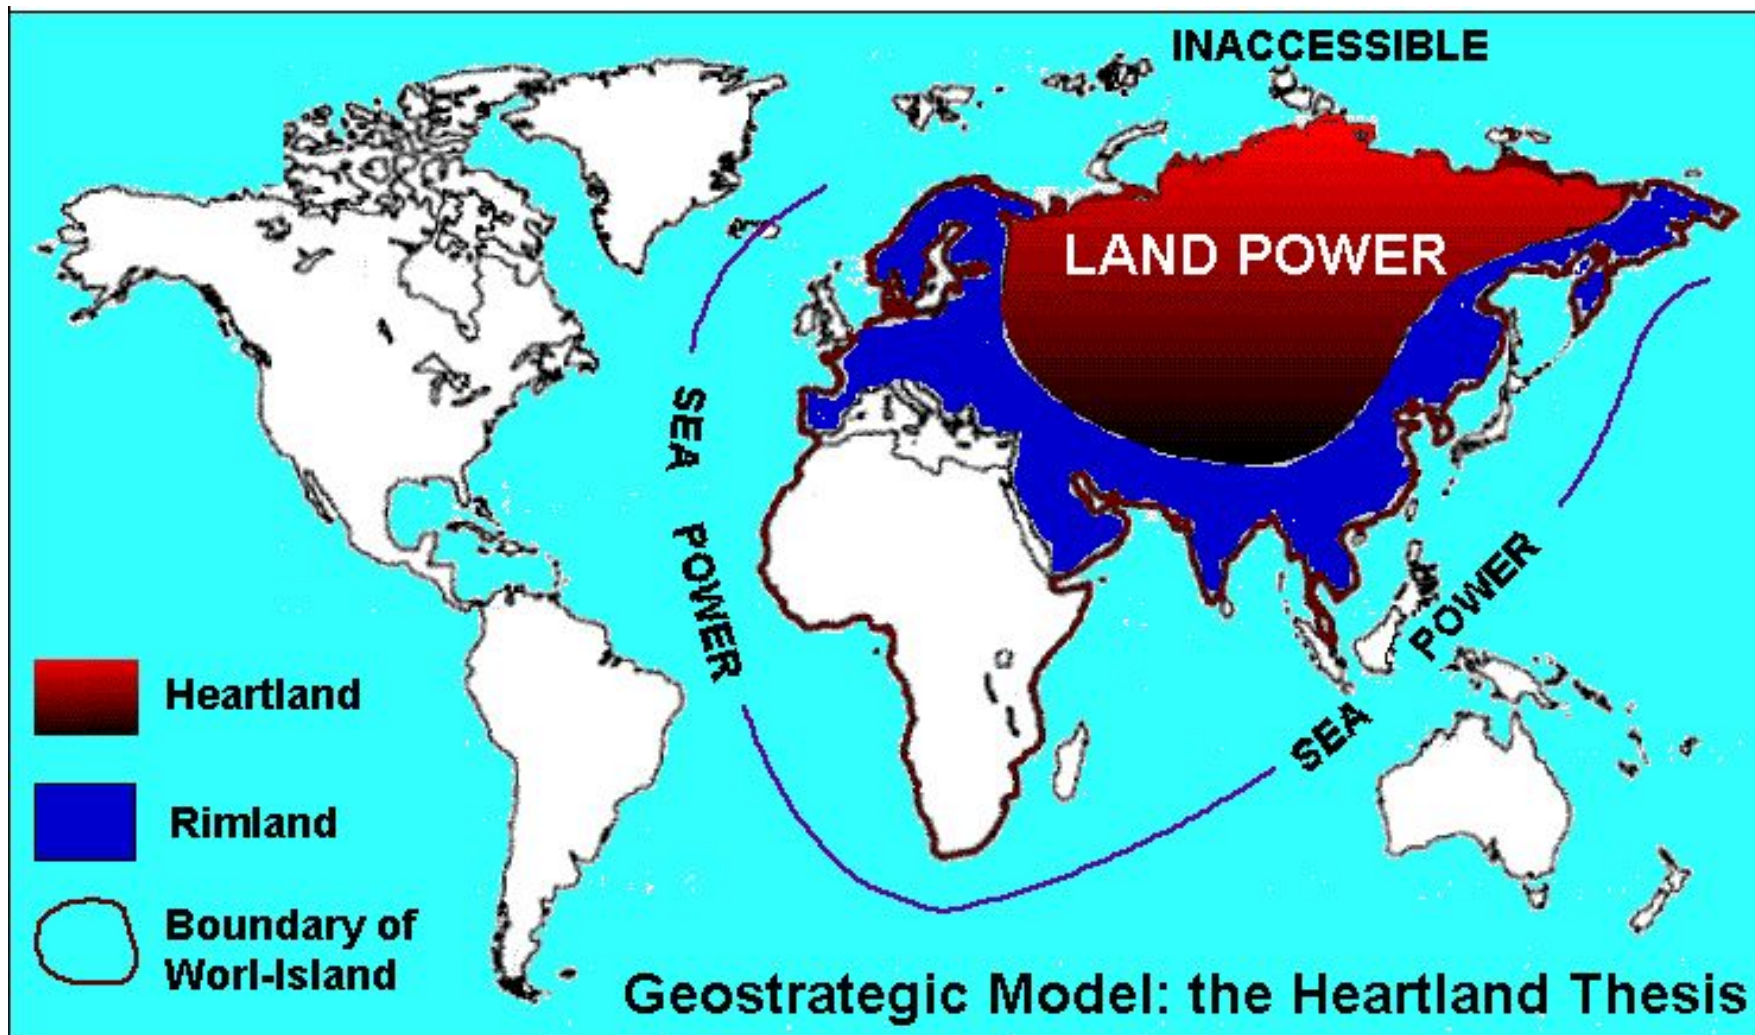 INACCESSIBLE
LAND POWER
SEA POWER
SEA POWER
Heartland
Rimland
Boundary of
Worl-Island
Geostrategic Model: the Heartland Thesis